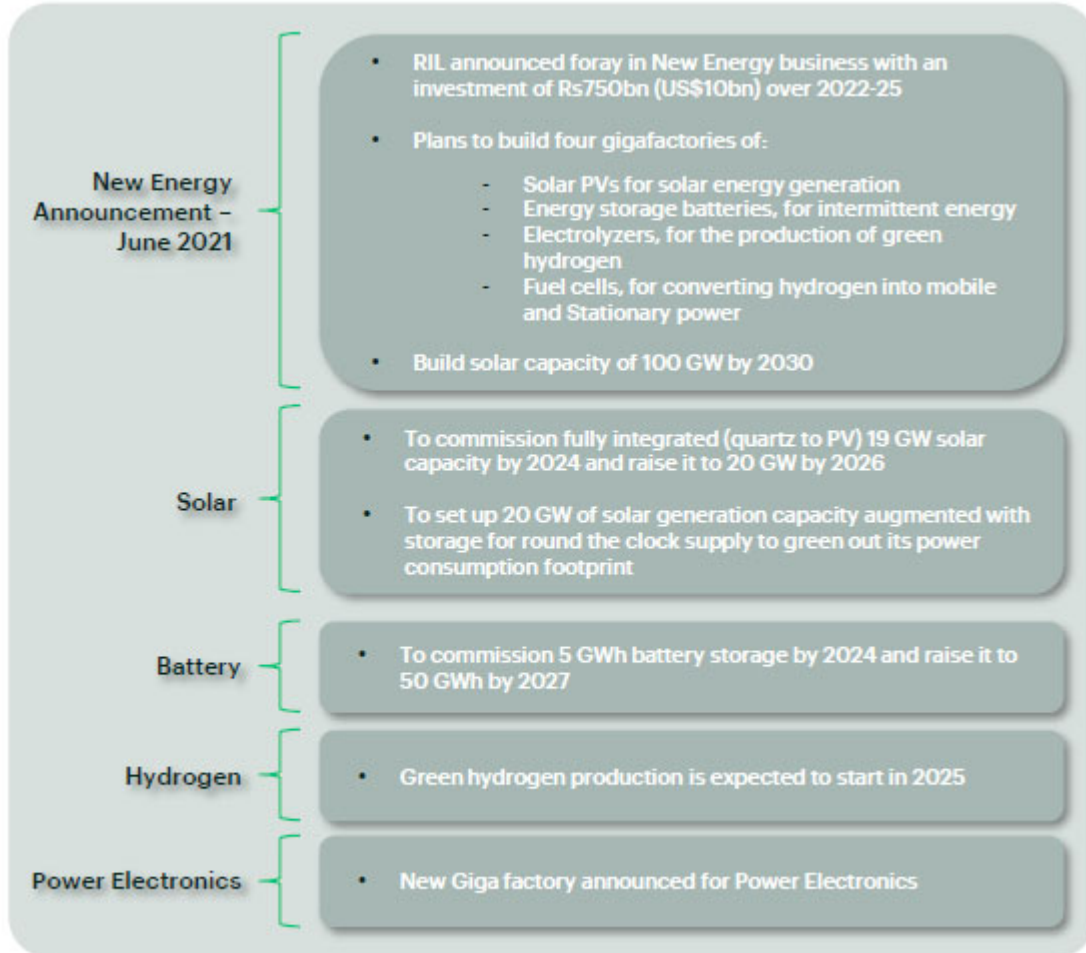 New Energy
Announcement –
June 2021
• RIL announced foray in New Energy business with an
investment of Rs750bn (US$10bn) over 2022-25
• Plans to build four gigafactories of:
- Solar PVs for solar energy generation
- Energy storage batteries, for intermittent energy
- Electrolyzers, for the production of green
hydrogen
- Fuel cells, for converting hydrogen into mobile
and Stationary power
• Build solar capacity of 100 GW by 2030
Solar
• To commission fully integrated (quartz to PV) 19 GW solar
capacity by 2024 and raise it to 20 GW by 2026
• To set up 20 GW of solar generation capacity augmented with
storage for round the clock supply to green out its power
consumption footprint
Battery
• To commission 5 GWh battery storage by 2024 and raise it to
50 GWh by 2027
Hydrogen
• Green hydrogen production is expected to start in 2025
Power Electronics
• New Giga factory announced for Power Electronics